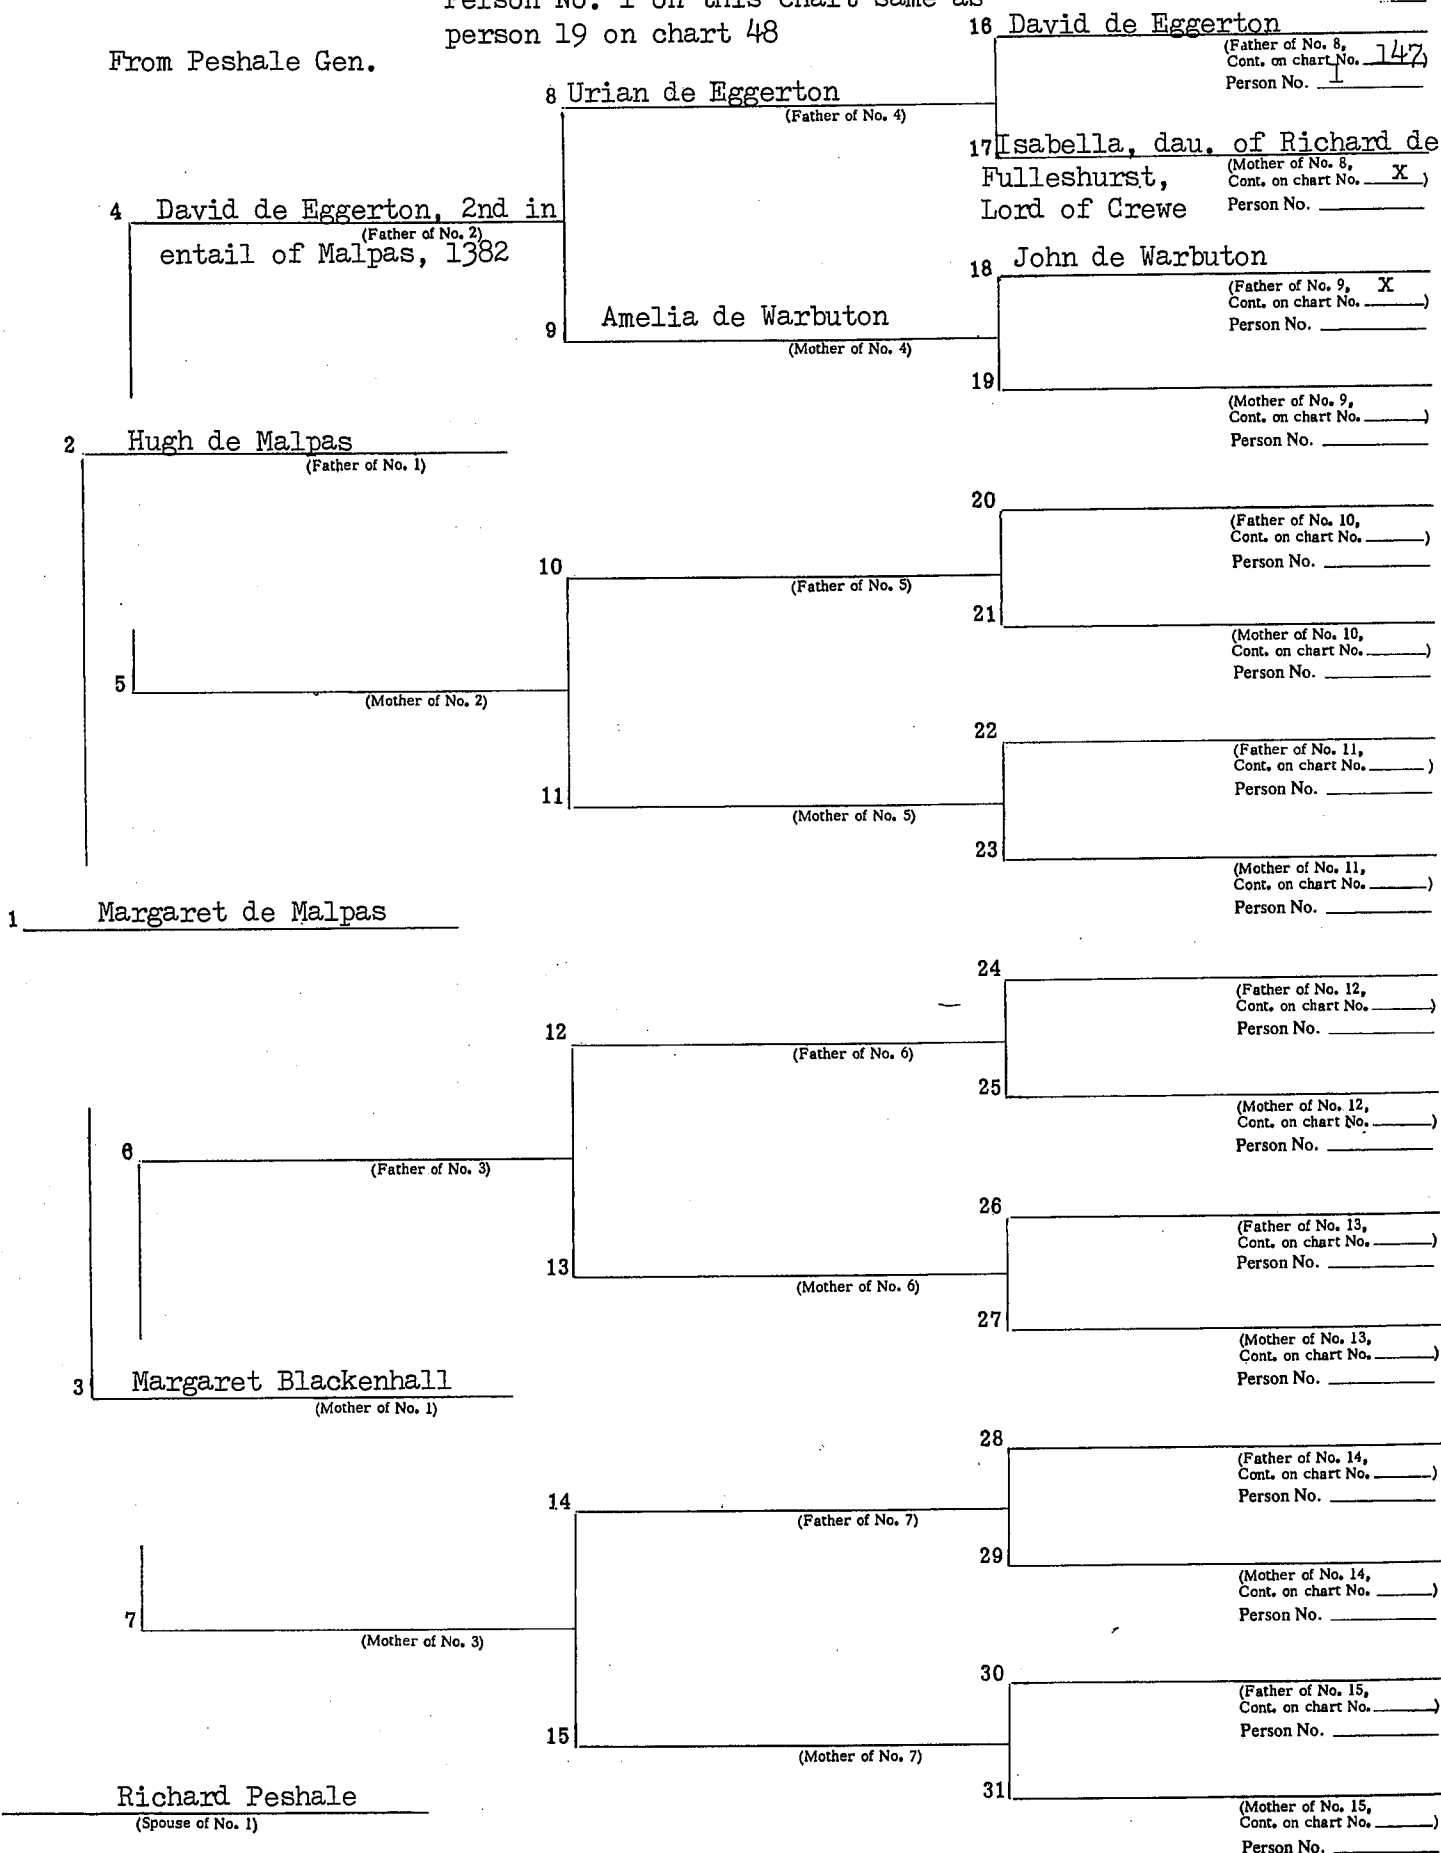 Person No. 1 on this chart same as
person 19 on chart 48
From Peshale Gen.
16 David de Eggerton
(Father of No. 8,
Cont. on chart No. 147)
Person No. 1
8 Urian de Eggerton
(Father of No. 4)
17 Isabella, dau. of Richard de
Fulleshurst,
Lord of Crewe
(Mother of No. 8,
Cont. on chart No. X)
Person No.
4 David de Eggerton, 2nd in
(Father of No. 2)
entail of Malpas, 1382
18 John de Warbuton
(Father of No. 9, X
Cont. on chart No. )
Person No.
9 Amelia de Warbuton
(Mother of No. 4)
19
(Mother of No. 9,
Cont. on chart No. )
Person No.
2 Hugh de Malpas
(Father of No. 1)
20
(Father of No. 10,
Cont. on chart No. )
Person No.
10
(Father of No. 5)
21
(Mother of No. 10,
Cont. on chart No. )
Person No.
5
(Mother of No. 2)
22
(Father of No. 11,
Cont. on chart No. )
Person No.
11
(Mother of No. 5)
23
(Mother of No. 11,
Cont. on chart No. )
Person No.
1 Margaret de Malpas
24
(Father of No. 12,
Cont. on chart No. )
Person No.
12
(Father of No. 6)
25
(Mother of No. 12,
Cont. on chart No. )
Person No.
6
(Father of No. 3)
26
(Father of No. 13,
Cont. on chart No. )
Person No.
13
(Mother of No. 6)
27
(Mother of No. 13,
Cont. on chart No. )
Person No.
3 Margaret Blackenhall
(Mother of No. 1)
28
(Father of No. 14,
Cont. on chart No. )
Person No.
14
(Father of No. 7)
29
(Mother of No. 14,
Cont. on chart No. )
Person No.
7
(Mother of No. 3)
30
(Father of No. 15,
Cont. on chart No. )
Person No.
15
(Mother of No. 7)
31
(Mother of No. 15,
Cont. on chart No. )
Person No.
Richard Peshale
(Spouse of No. 1)